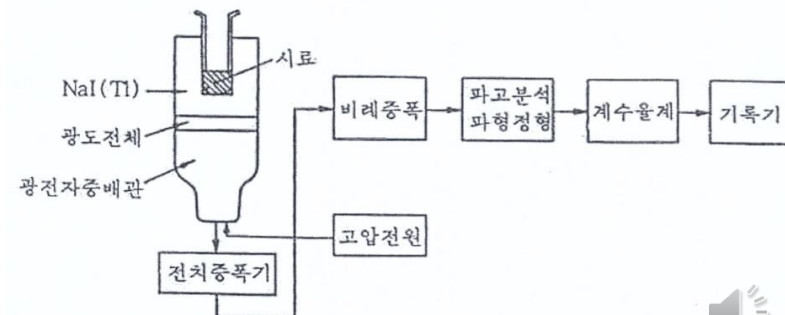 시료
NaI(Tl)
광도전체
광전자증배관
전치증폭기
고압전원
비례증폭
파고분석
파형정형
계수율계
기록기